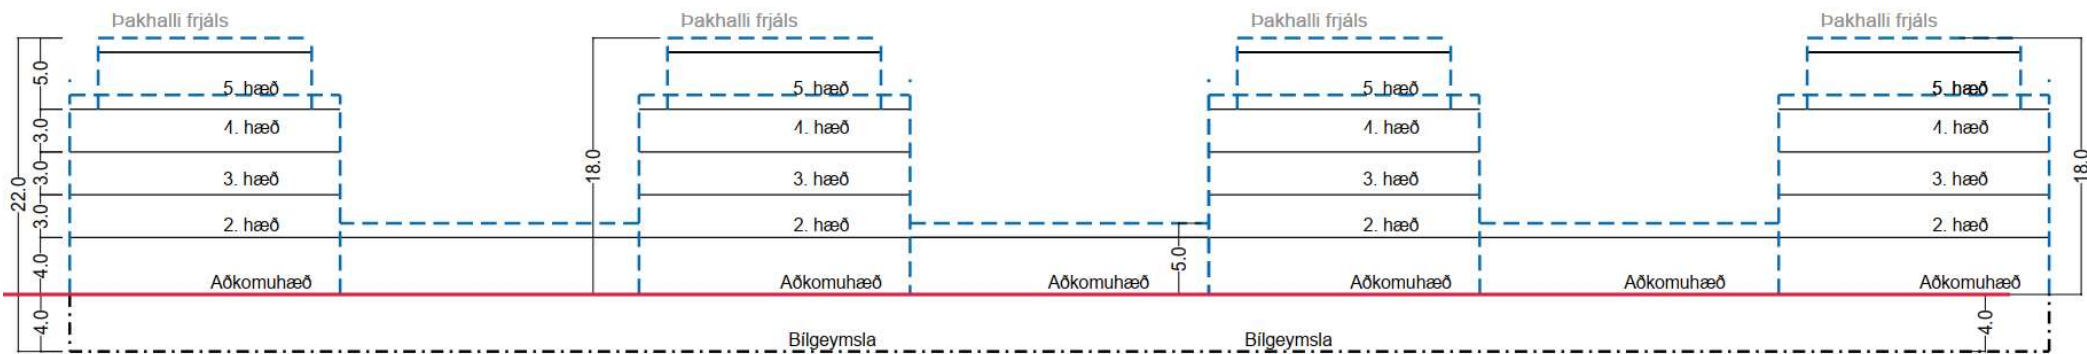 Þakhalli frjáls Þakhalli frjáls Þakhalli frjáls Þakhalli frjáls
5.0 5. hæð 5. hæð 5. hæð 5. hæð
3.0 4. hæð 4. hæð 4. hæð 4. hæð
22.0 3.0 3. hæð 18.0 3. hæð 3. hæð 3. hæð 18.0
3.0 2. hæð 2. hæð 2. hæð 2. hæð
4.0 Aðkomuhæð Aðkomuhæð Aðkomuhæð 5.0 Aðkomuhæð Aðkomuhæð Aðkomuhæð
4.0 Bílgeymsla Bílgeymsla 4.0